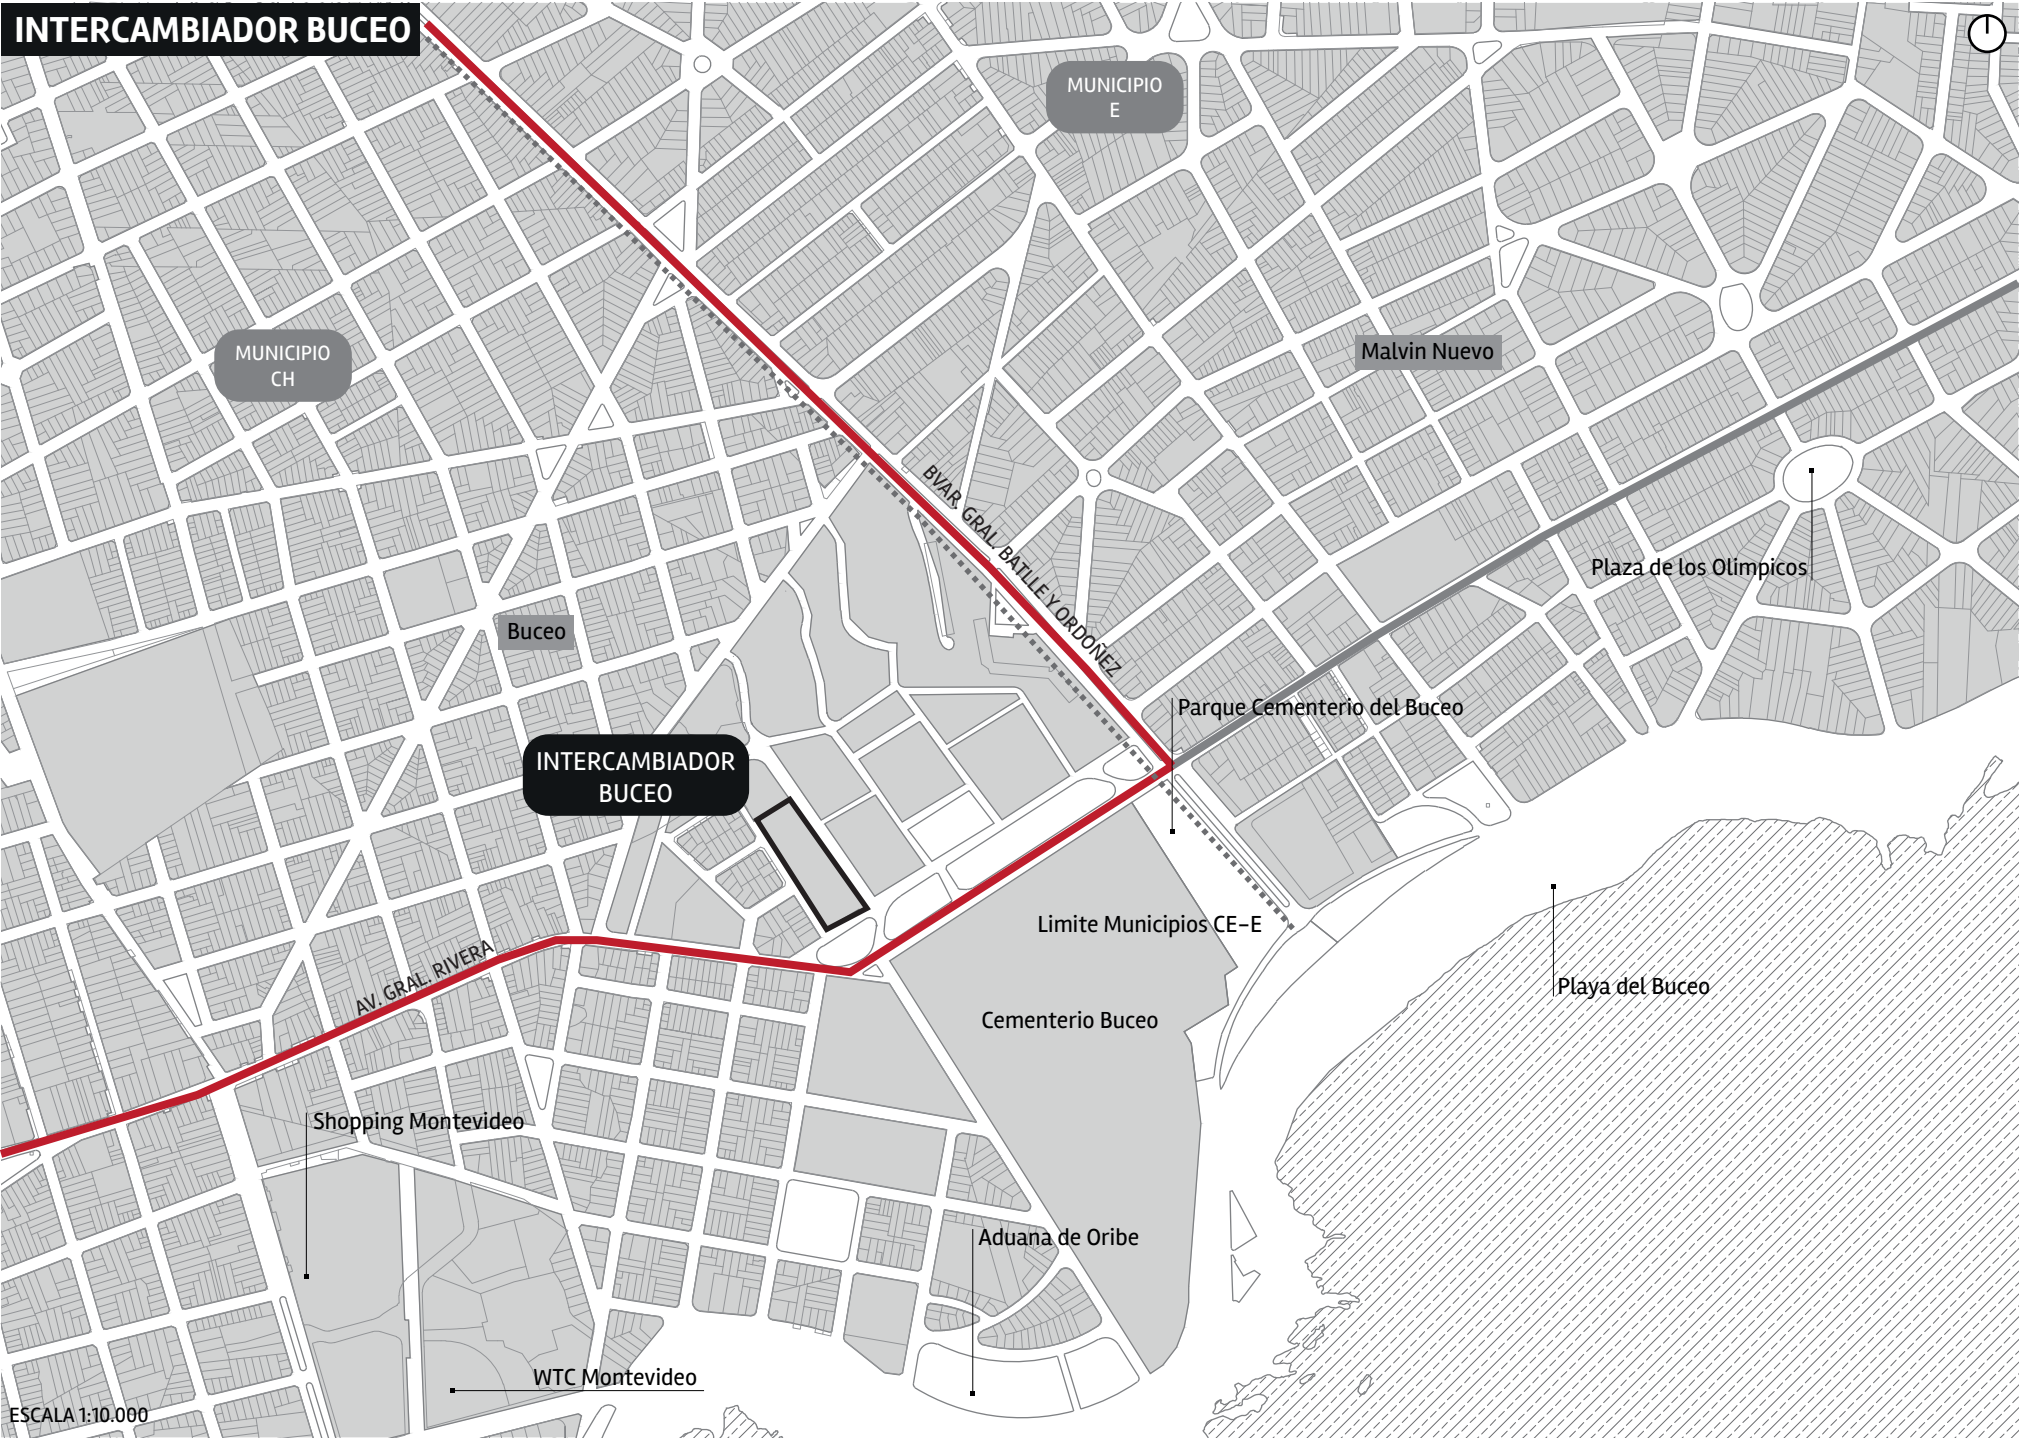 INTERCAMBIADOR BUCEO
MUNICIPIO
E
MUNICIPIO
CH
Malvin Nuevo
BVAR. GRAL. BATLLE Y ORDOÑEZ
Plaza de los Olimpicos
Buceo
Parque Cementerio del Buceo
INTERCAMBIADOR
BUCEO
Limite Municipios CE-E
AV. GRAL. RIVERA
Playa del Buceo
Cementerio Buceo
Shopping Montevideo
Aduana de Oribe
WTC Montevideo
ESCALA 1:10.000